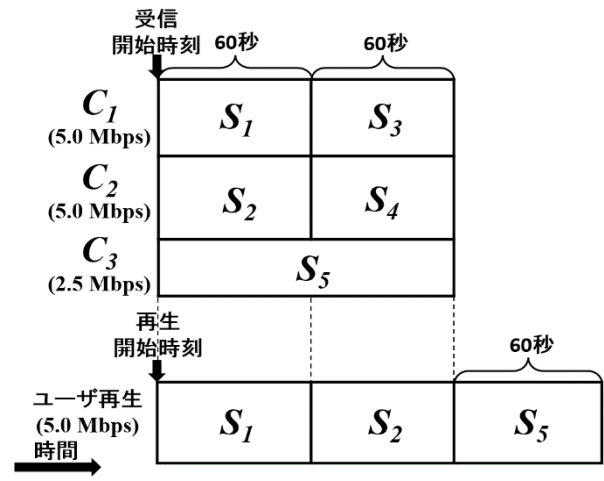 受信
開始時刻
60秒
60秒
C1
(5.0 Mbps)
S1
S3
C2
(5.0 Mbps)
S2
S4
C3
(2.5 Mbps)
S5
再生
開始時刻
60秒
ユーザ再生
(5.0 Mbps)
時間
S1
S2
S5